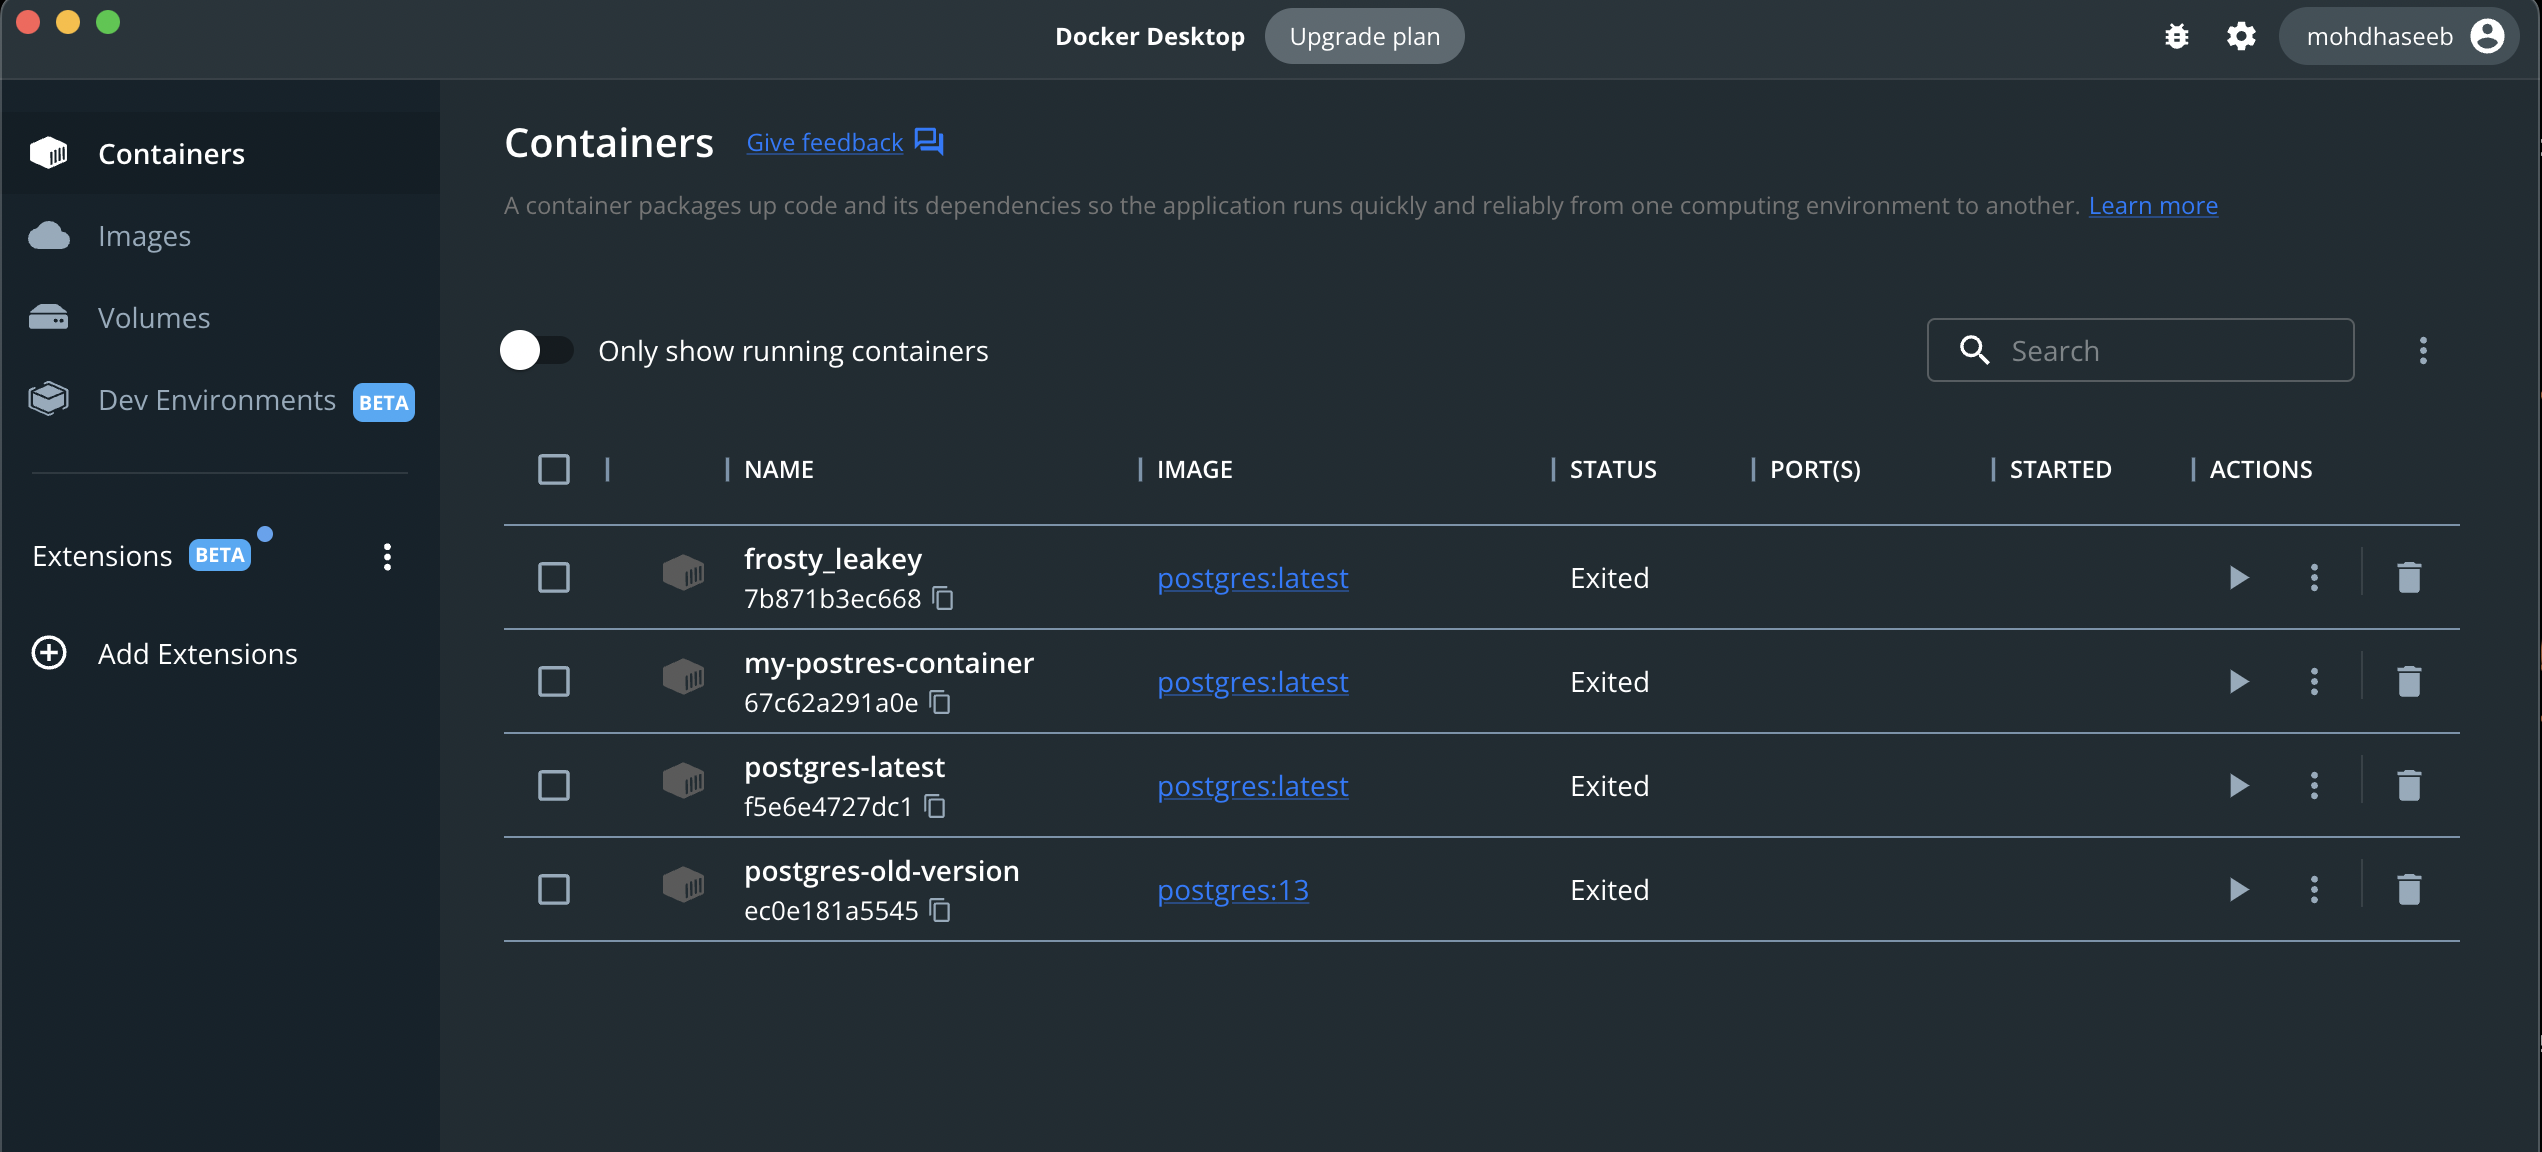 Docker Desktop Upgrade plan mohdhaseeb
Containers
Images
Volumes
Dev Environments BETA
Extensions BETA
Add Extensions
Containers Give feedback
A container packages up code and its dependencies so the application runs quickly and reliably from one computing environment to another. Learn more
Only show running containers Search
NAME IMAGE STATUS PORT(S) STARTED ACTIONS
frosty_leakey
7b871b3ec668 postgres:latest Exited
my-postres-container
67c62a291a0e postgres:latest Exited
postgres-latest
f5e6e4727dc1 postgres:latest Exited
postgres-old-version
ec0e181a5545 postgres:13 Exited